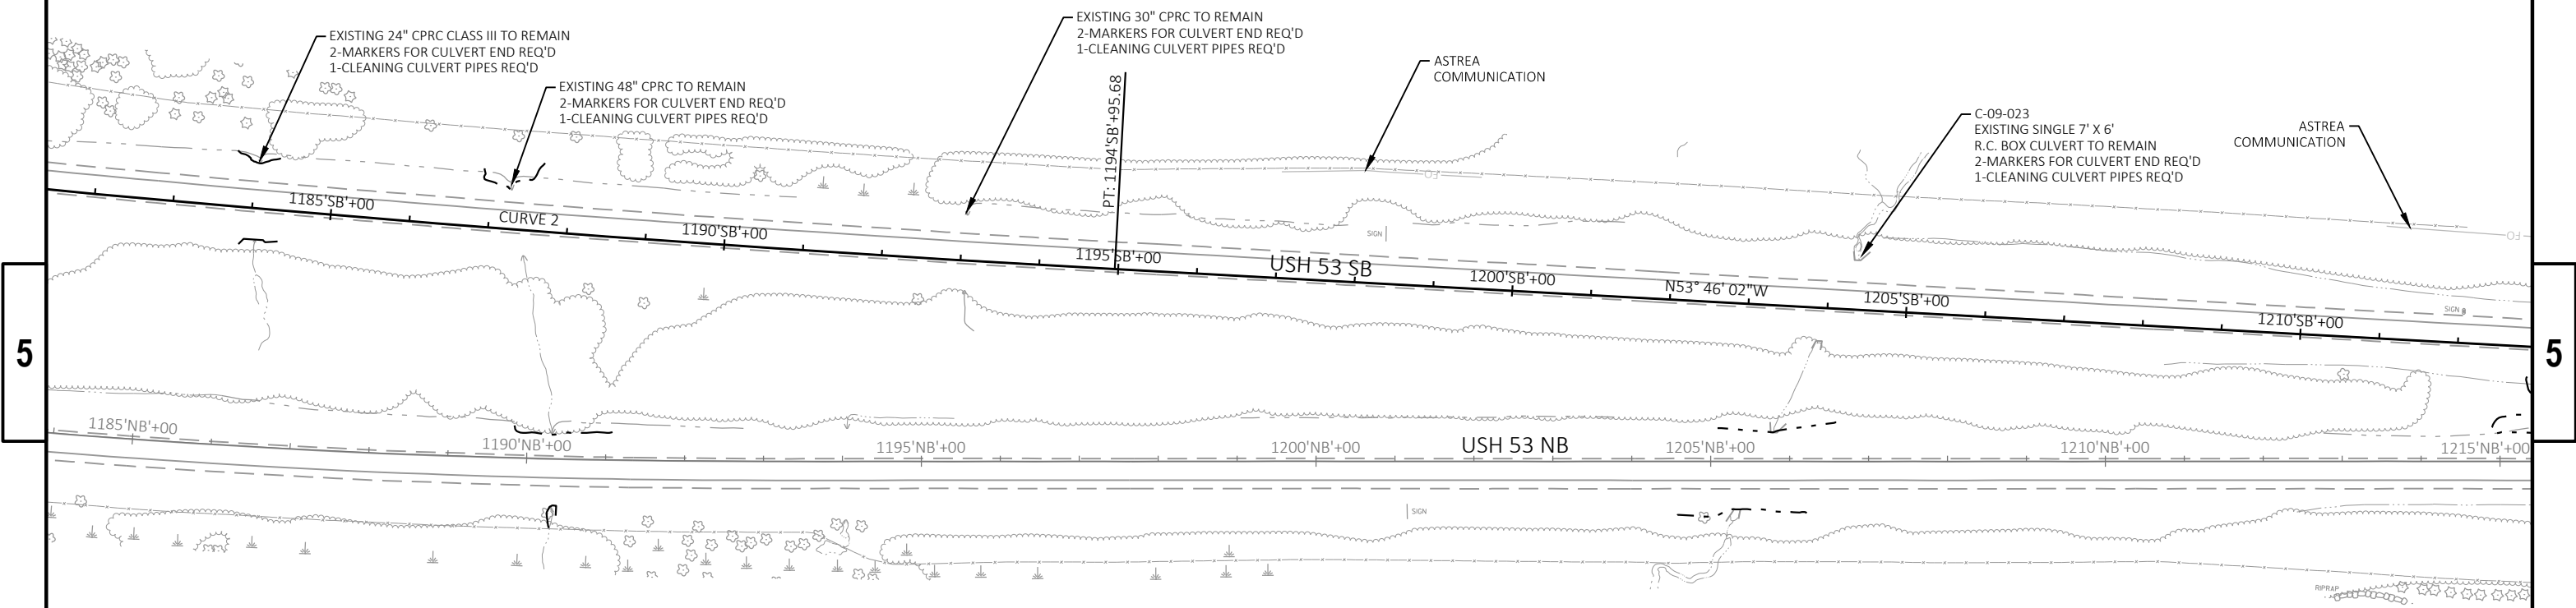 EXISTING 24" CPRC CLASS III TO REMAIN
2-MARKERS FOR CULVERT END REQ'D
1-CLEANING CULVERT PIPES REQ'D
EXISTING 48" CPRC TO REMAIN
2-MARKERS FOR CULVERT END REQ'D
1-CLEANING CULVERT PIPES REQ'D
EXISTING 30" CPRC TO REMAIN
2-MARKERS FOR CULVERT END REQ'D
1-CLEANING CULVERT PIPES REQ'D
PT: 1194'SB'+95.68
ASTREA
COMMUNICATION
C-09-023
EXISTING SINGLE 7' X 6'
R.C. BOX CULVERT TO REMAIN
2-MARKERS FOR CULVERT END REQ'D
1-CLEANING CULVERT PIPES REQ'D
ASTREA
COMMUNICATION
FO
FO
SIGN
SIGN
1185'SB'+00
CURVE 2
1190'SB'+00
1195'SB'+00
USH 53 SB
1200'SB'+00
N53° 46' 02"W
1205'SB'+00
1210'SB'+00
5
5
1185'NB'+00
1190'NB'+00
1195'NB'+00
1200'NB'+00
USH 53 NB
1205'NB'+00
1210'NB'+00
1215'NB'+00
SIGN
RIPRAP